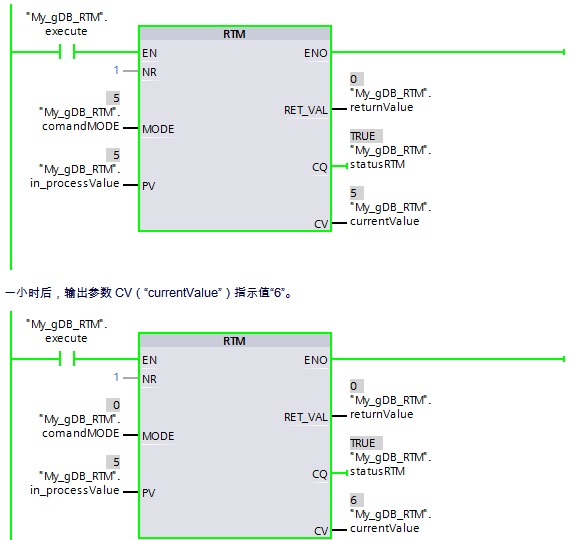 "My_gDB_RTM".
execute
RTM
EN
ENO
1
NR
0
"My_gDB_RTM".
returnValue
RET_VAL
5
"My_gDB_RTM".
comandMODE
MODE
TRUE
"My_gDB_RTM".
statusRTM
CQ
5
"My_gDB_RTM".
in_processValue
PV
5
"My_gDB_RTM".
currentValue
CV
一小时后，输出参数 CV（“currentValue”）指示值“6”。
"My_gDB_RTM".
execute
RTM
EN
ENO
1
NR
0
"My_gDB_RTM".
returnValue
RET_VAL
0
"My_gDB_RTM".
comandMODE
MODE
TRUE
"My_gDB_RTM".
statusRTM
CQ
5
"My_gDB_RTM".
in_processValue
PV
6
"My_gDB_RTM".
currentValue
CV